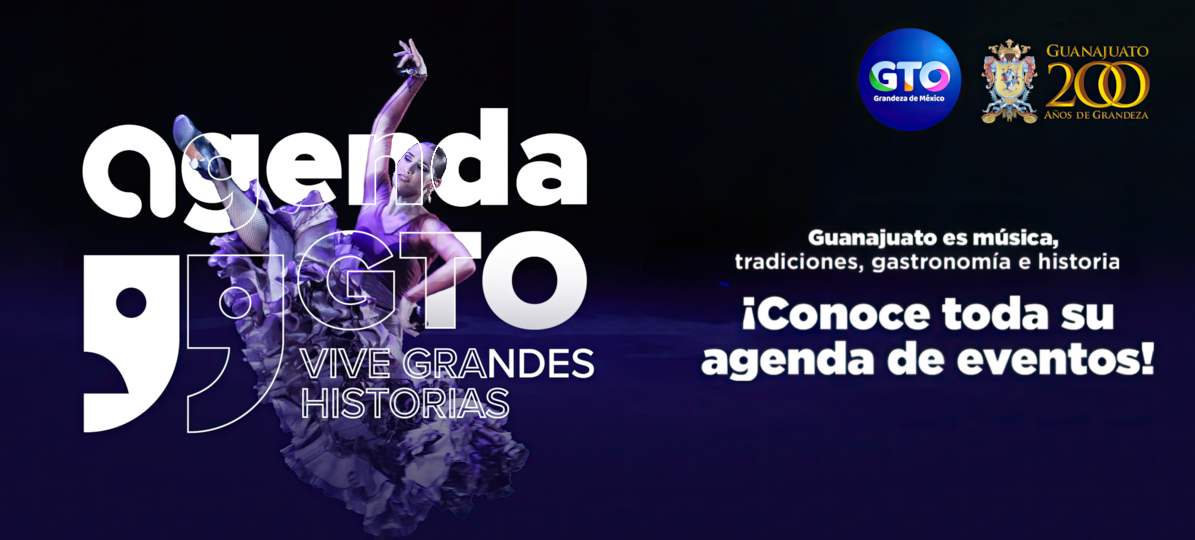 agenda
GTO
VIVE GRANDES
HISTORIAS
GTO
Grandeza de México
GUANAJUATO
200
AÑOS DE GRANDEZA
Guanajuato es música,
tradiciones, gastronomía e historia
¡Conoce toda su
agenda de eventos!